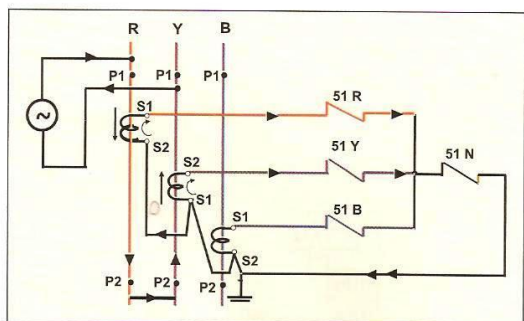 R Y B
P1 P1 P1
S1 51 R
S2
S2 51 Y 51 N
S1
S1 51 B
S2
P2 P2 P2